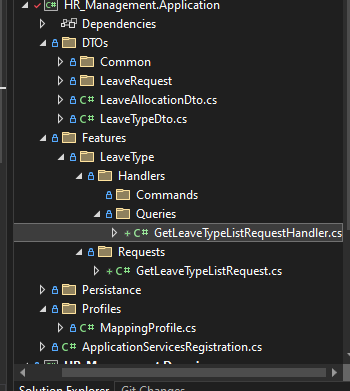 HR_Management.Application
Dependencies
DTOs
Common
LeaveRequest
LeaveAllocationDto.cs
LeaveTypeDto.cs
Features
LeaveType
Handlers
Commands
Queries
GetLeaveTypeListRequestHandler.cs
Requests
GetLeaveTypeListRequest.cs
Persistance
Profiles
MappingProfile.cs
ApplicationServicesRegistration.cs
Solution Explorer Git Changes